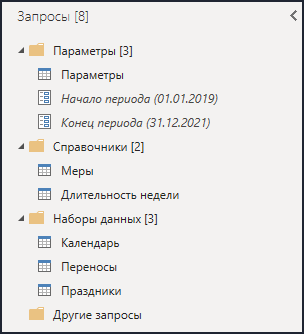 Запросы [8]
Параметры [3]
Параметры
Начало периода (01.01.2019)
Конец периода (31.12.2021)
Справочники [2]
Меры
Длительность недели
Наборы данных [3]
Календарь
Переносы
Праздники
Другие запросы